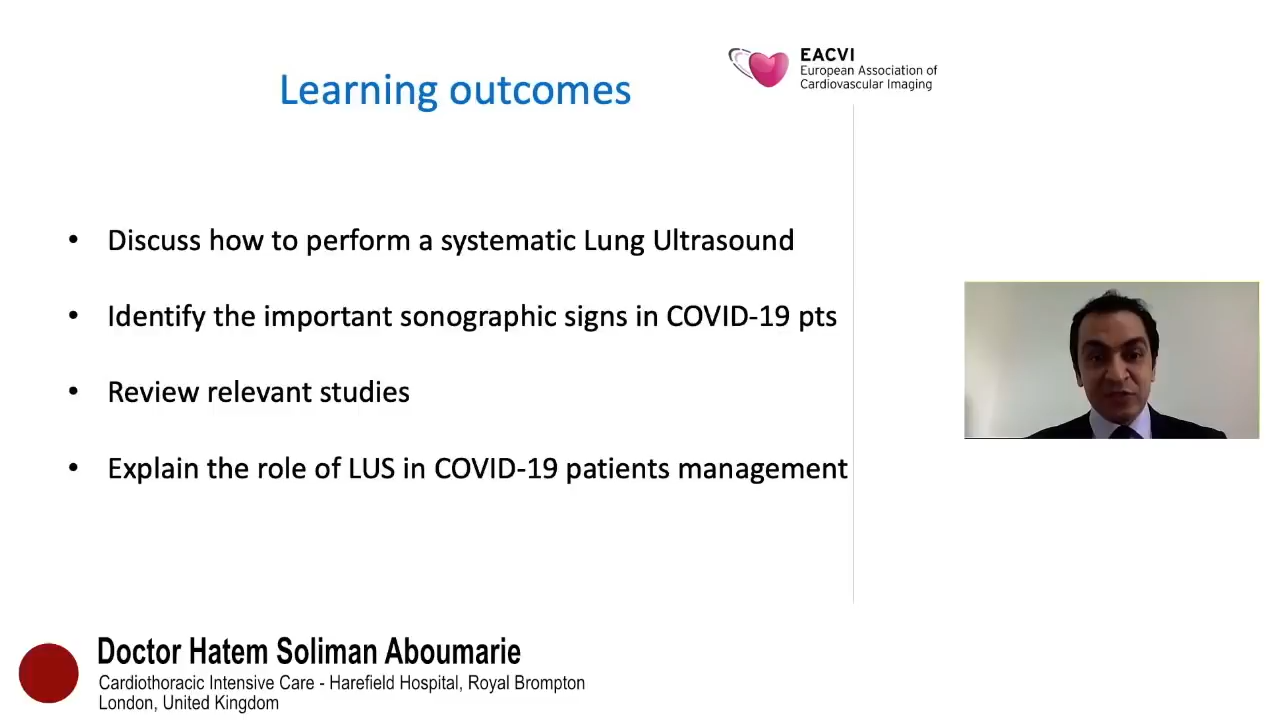 Learning outcomes
EACVI
European Association of
Cardiovascular Imaging
• Discuss how to perform a systematic Lung Ultrasound
• Identify the important sonographic signs in COVID-19 pts
• Review relevant studies
• Explain the role of LUS in COVID-19 patients management
Doctor Hatem Soliman Aboumarie
Cardiothoracic Intensive Care - Harefield Hospital, Royal Brompton
London, United Kingdom